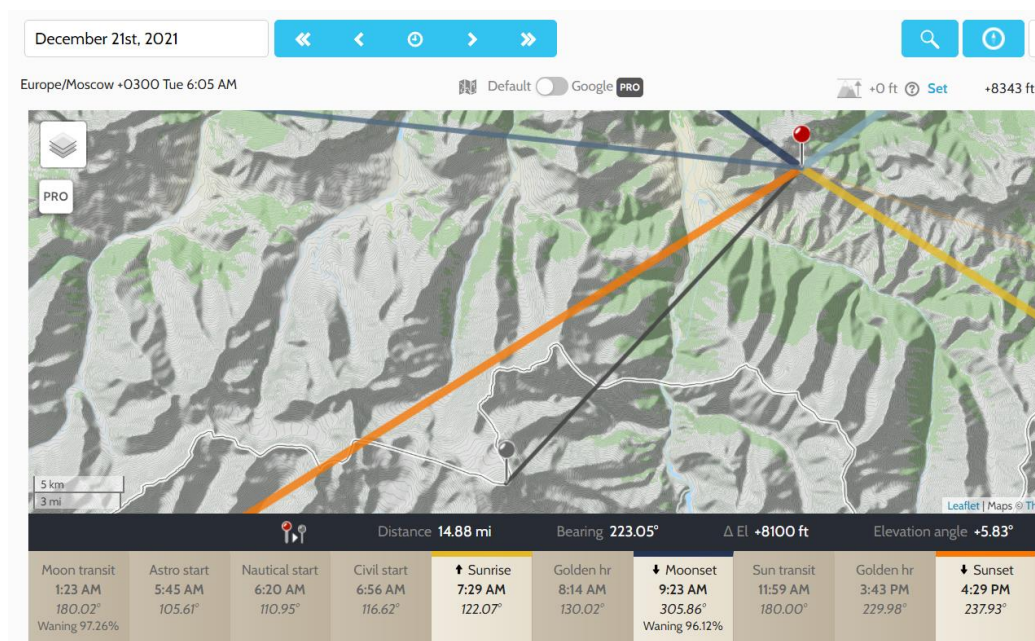 December 21st, 2021
Europe/Moscow +0300 Tue 6:05 AM
Default Google PRO
+0 ft ? Set +8343 ft
PRO
5 km
3 mi
Leaflet | Maps © Th
Distance 14.88 mi Bearing 223.05° Δ El +8100 ft Elevation angle +5.83°
Moon transit Astro start Nautical start Civil start Sunrise Golden hr Moonset Sun transit Golden hr Sunset
1:23 AM 5:45 AM 6:20 AM 6:56 AM 7:29 AM 8:14 AM 9:23 AM 11:59 AM 3:43 PM 4:29 PM
180.02° 105.61° 110.95° 116.62° 122.07° 130.02° 305.86° 180.00° 229.98° 237.93°
Waning 97.26% Waning 96.12%